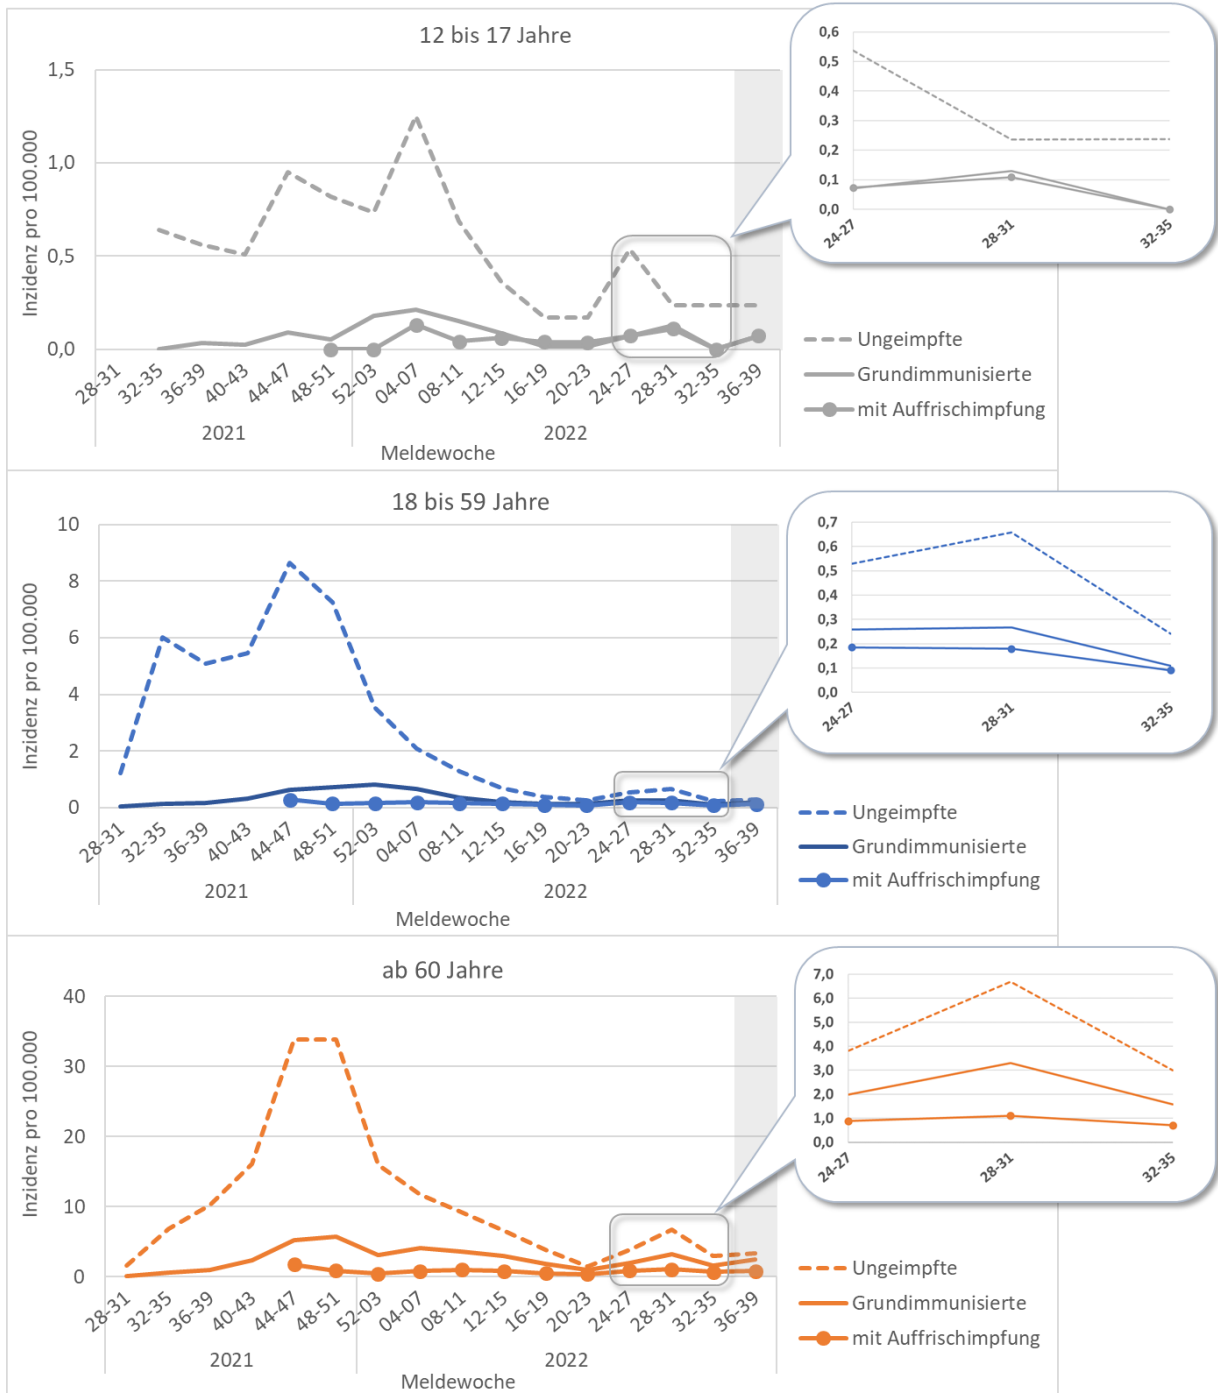 12 bis 17 Jahre
Inzidenz pro 100.000
1,5
1,0
0,5
0,0
28-31 32-35 36-39 40-43 44-47 48-51 52-03 04-07 08-11 12-15 16-19 20-23 24-27 28-31 32-35 36-39
2021 2022
Meldewoche
0,6
0,5
0,4
0,3
0,2
0,1
0,0
24-27 28-31 32-35
Ungeimpfte
Grundimmunisierte
mit Auffrischimpfung
18 bis 59 Jahre
Inzidenz pro 100.000
10
8
6
4
2
0
28-31 32-35 36-39 40-43 44-47 48-51 52-03 04-07 08-11 12-15 16-19 20-23 24-27 28-31 32-35 36-39
2021 2022
Meldewoche
0,7
0,6
0,5
0,4
0,3
0,2
0,1
0,0
24-27 28-31 32-35
Ungeimpfte
Grundimmunisierte
mit Auffrischimpfung
ab 60 Jahre
Inzidenz pro 100.000
40
30
20
10
0
28-31 32-35 36-39 40-43 44-47 48-51 52-03 04-07 08-11 12-15 16-19 20-23 24-27 28-31 32-35 36-39
2021 2022
Meldewoche
7,0
6,0
5,0
4,0
3,0
2,0
1,0
0,0
24-27 28-31 32-35
Ungeimpfte
Grundimmunisierte
mit Auffrischimpfung